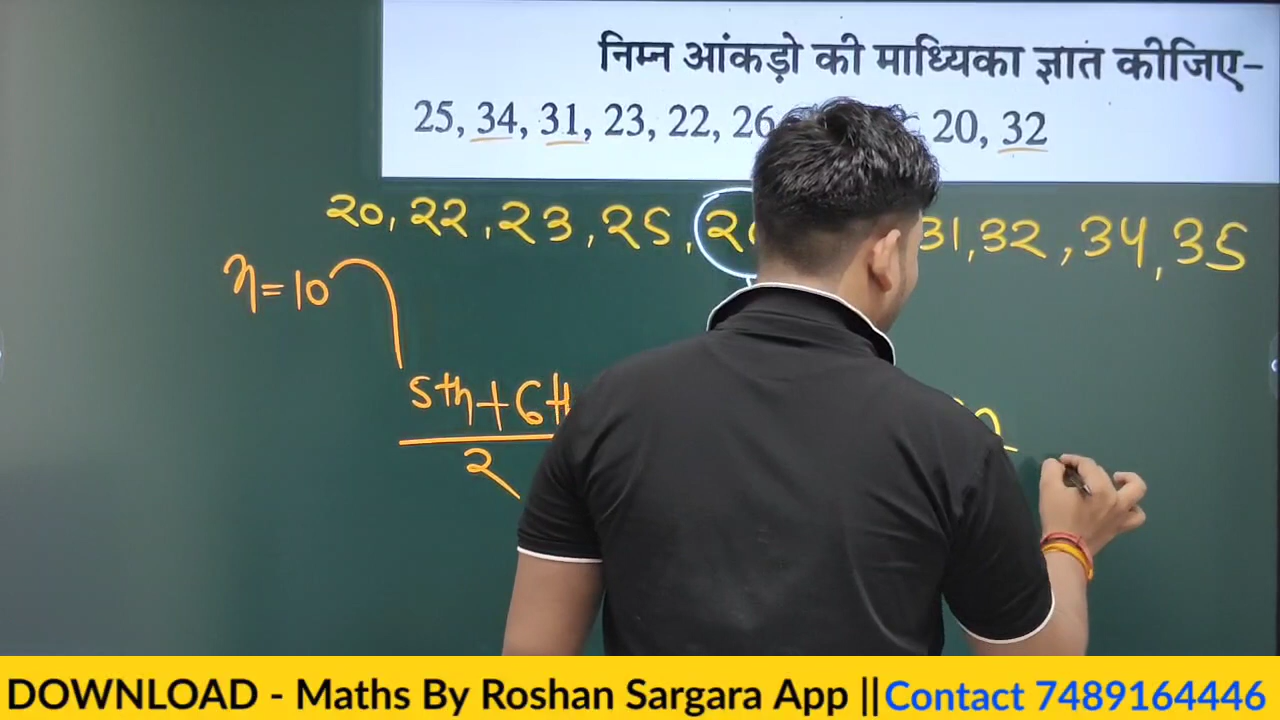 निम्न आंकड़ो की माध्यिका ज्ञात कीजिए–
25, 34, 31, 23, 22, 26 20, 32
20, 22, 23, 25, 31, 32, 34, 35
n=10
5th+6th
2
DOWNLOAD - Maths By Roshan Sargara App ||Contact 7489164446